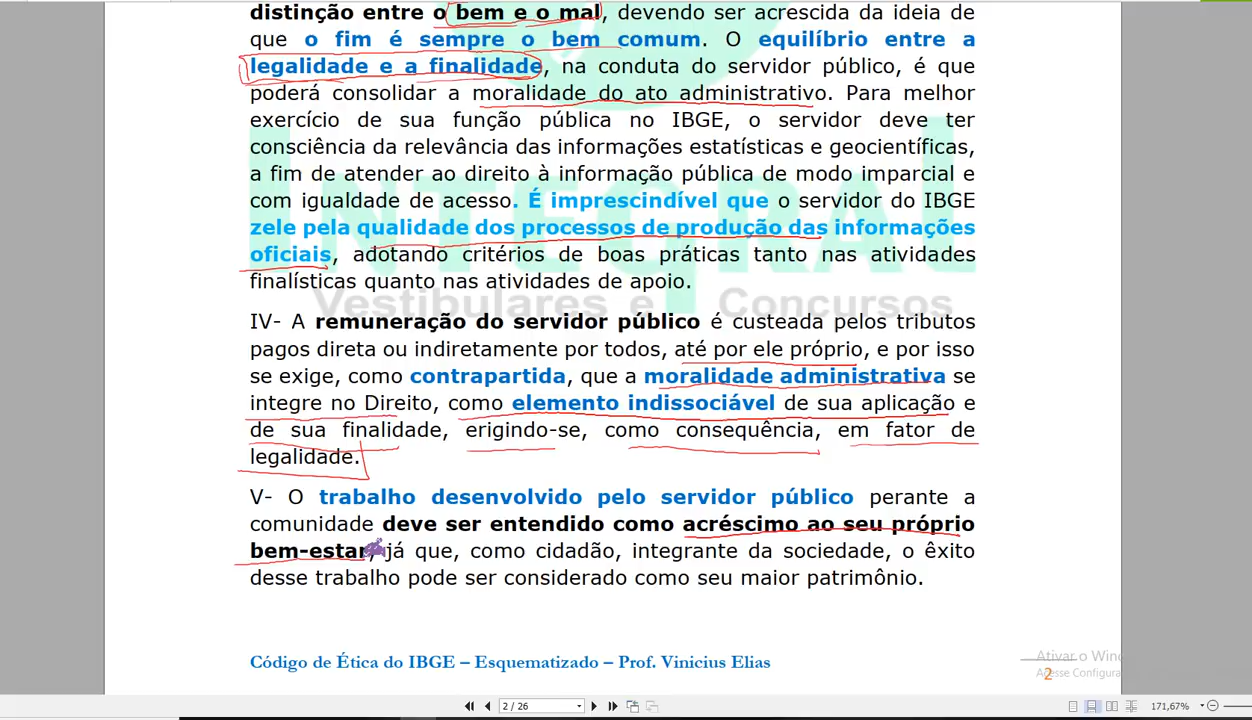 distinção entre o bem e o mal, devendo ser acrescida da ideia de
que o fim é sempre o bem comum. O equilíbrio entre a
legalidade e a finalidade, na conduta do servidor público, é que
poderá consolidar a moralidade do ato administrativo. Para melhor
exercício de sua função pública no IBGE, o servidor deve ter
consciência da relevância das informações estatísticas e geocientíficas,
a fim de atender ao direito à informação pública de modo imparcial e
com igualdade de acesso. É imprescindível que o servidor do IBGE
zele pela qualidade dos processos de produção das informações
oficiais, adotando critérios de boas práticas tanto nas atividades
finalísticas quanto nas atividades de apoio.
INTEGRAL
Vestibulares e Concursos
IV- A remuneração do servidor público é custeada pelos tributos
pagos direta ou indiretamente por todos, até por ele próprio, e por isso
se exige, como contrapartida, que a moralidade administrativa se
integre no Direito, como elemento indissociável de sua aplicação e
de sua finalidade, erigindo-se, como consequência, em fator de
legalidade.
V- O trabalho desenvolvido pelo servidor público perante a
comunidade deve ser entendido como acréscimo ao seu próprio
bem-estar, já que, como cidadão, integrante da sociedade, o êxito
desse trabalho pode ser considerado como seu maior patrimônio.
Código de Ética do IBGE – Esquematizado – Prof. Vinicius Elias
2
Ativar o Win
Acesse Configura
2 / 26
171,67%